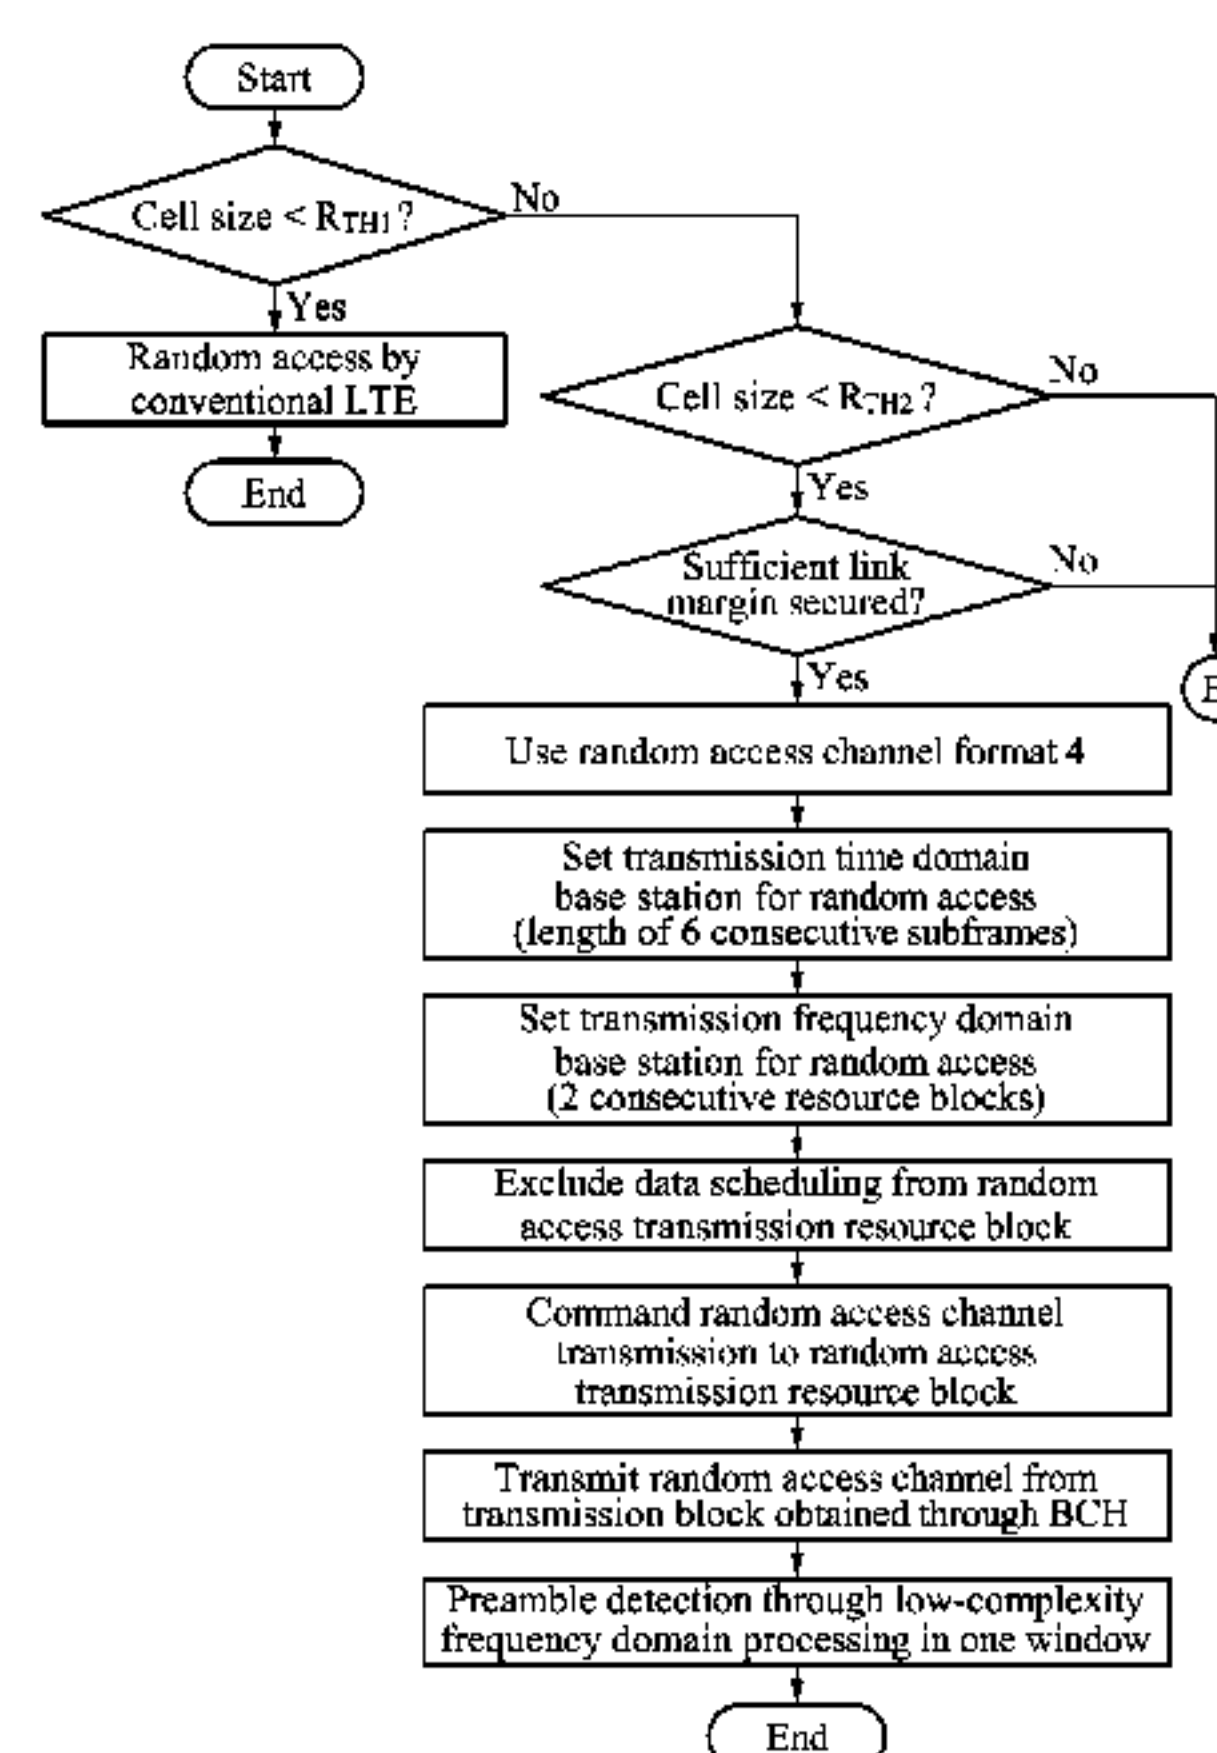 Start
Cell size < RTH1 ?
No
Yes
Random access by
conventional LTE
End
Cell size < RTH2 ?
No
Yes
Sufficient link
margin secured?
No
Yes
Use random access channel format 4
Set transmission time domain
base station for random access
(length of 6 consecutive subframes)
Set transmission frequency domain
base station for random access
(2 consecutive resource blocks)
Exclude data scheduling from random
access transmission resource block
Command random access channel
transmission to random access
transmission resource block
Transmit random access channel from
transmission block obtained through BCH
Preamble detection through low-complexity
frequency domain processing in one window
End